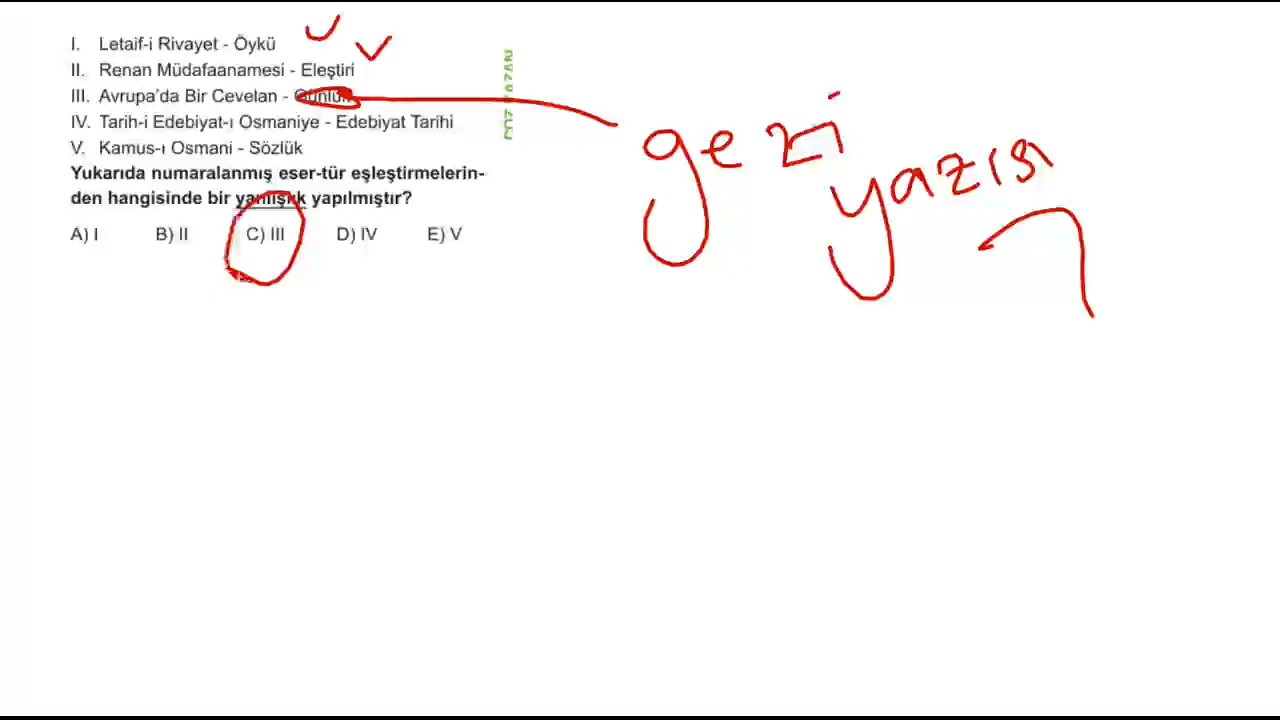 I. Letaif-i Rivayet - Öykü
II. Renan Müdafaanamesi - Eleştiri
III. Avrupa'da Bir Cevelan - Günlük
IV. Tarih-i Edebiyat-ı Osmaniye - Edebiyat Tarihi
V. Kamus-ı Osmani - Sözlük
Yukarıda numaralanmış eser-tür eşleştirmelerin-
den hangisinde bir yanlışlık yapılmıştır?
A) I B) II C) III D) IV E) V
gezi
yazısı